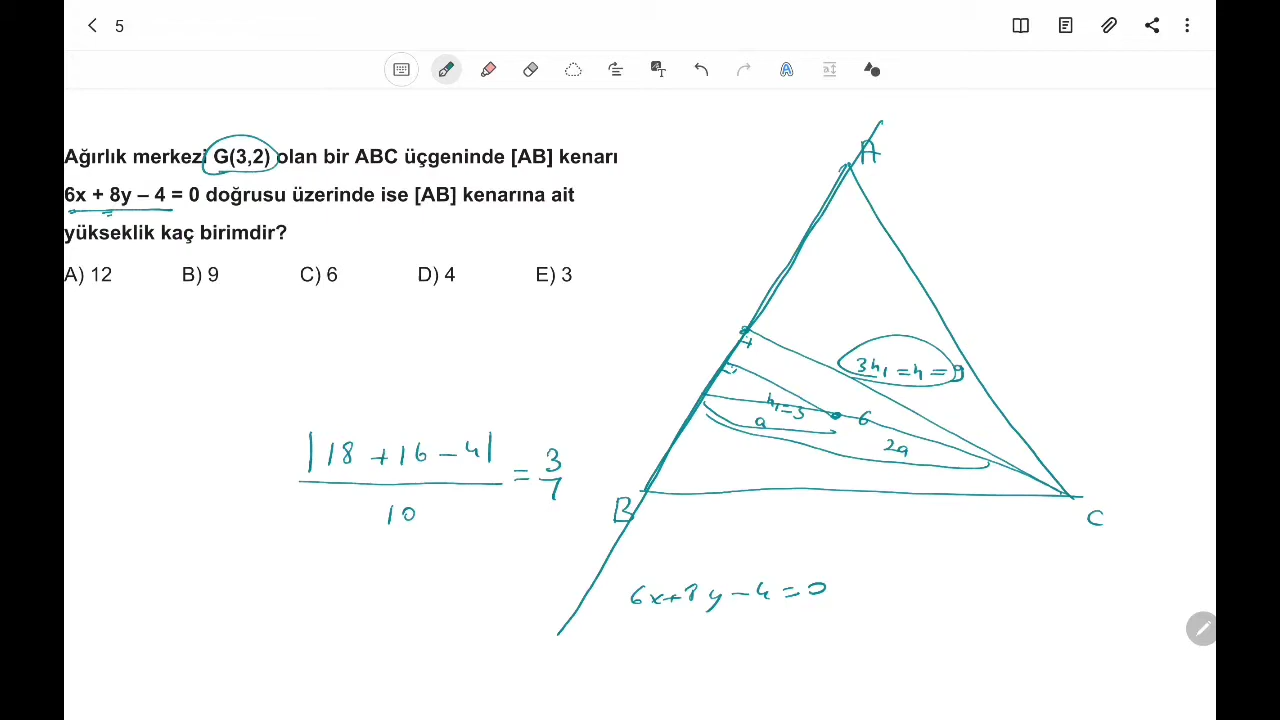 5
Ağırlık merkezi G(3,2) olan bir ABC üçgeninde [AB] kenarı
6x + 8y – 4 = 0 doğrusu üzerinde ise [AB] kenarına ait
yükseklik kaç birimdir?
A) 12 B) 9 C) 6 D) 4 E) 3
A
3h₁ = h = 9
h₁ = 3
6
a
2a
|18 + 16 – 4|
10
= 3
B
C
6x+8y–4=0